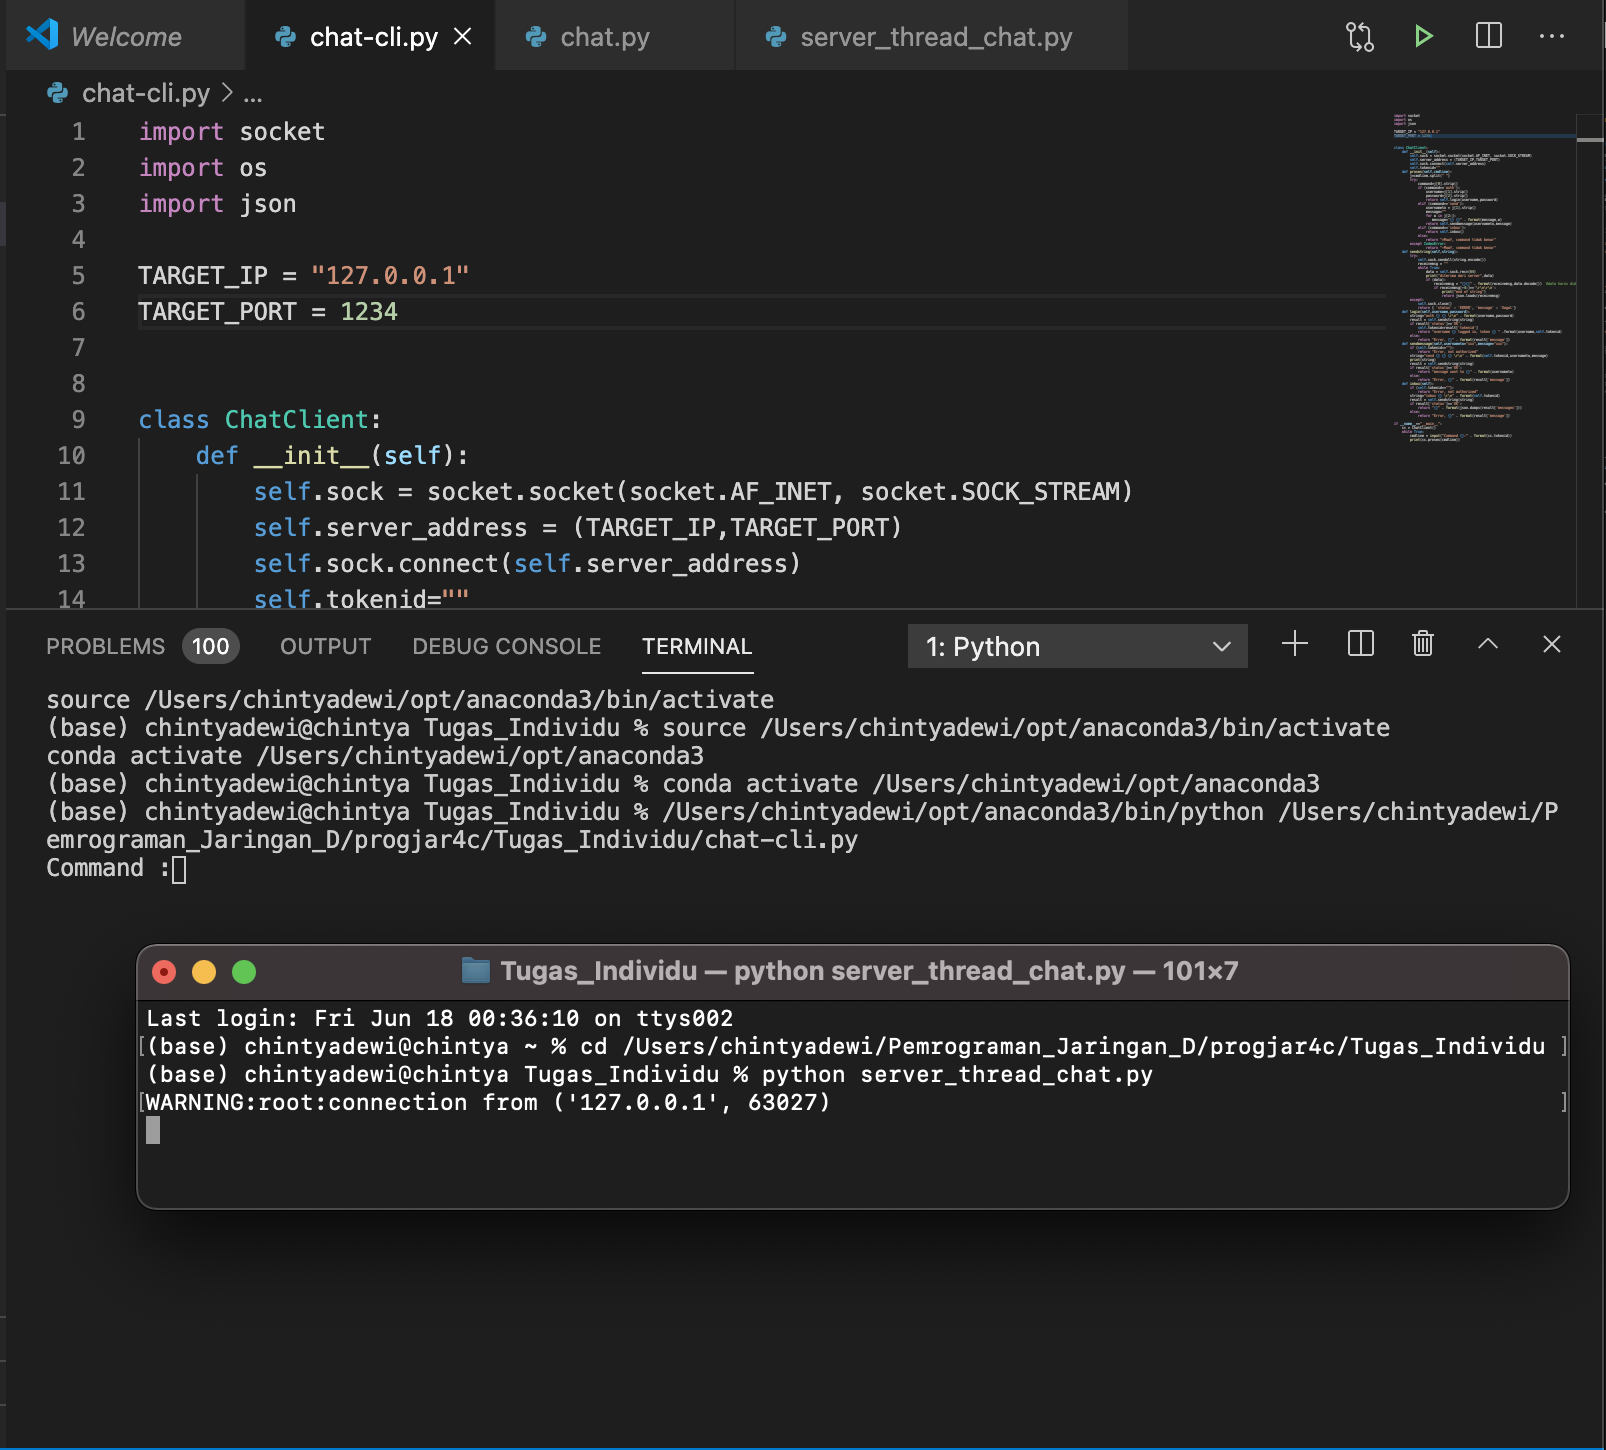 Welcome
chat-cli.py
chat.py
server_thread_chat.py
chat-cli.py > ...
1 import socket
2 import os
3 import json
4
5 TARGET_IP = "127.0.0.1"
6 TARGET_PORT = 1234
7
8
9 class ChatClient:
10 def __init__(self):
11 self.sock = socket.socket(socket.AF_INET, socket.SOCK_STREAM)
12 self.server_address = (TARGET_IP,TARGET_PORT)
13 self.sock.connect(self.server_address)
14 self.tokenid=""
PROBLEMS 100 OUTPUT DEBUG CONSOLE TERMINAL 1: Python
source /Users/chintyadewi/opt/anaconda3/bin/activate
(base) chintyadewi@chintya Tugas_Individu % source /Users/chintyadewi/opt/anaconda3/bin/activate
conda activate /Users/chintyadewi/opt/anaconda3
(base) chintyadewi@chintya Tugas_Individu % conda activate /Users/chintyadewi/opt/anaconda3
(base) chintyadewi@chintya Tugas_Individu % /Users/chintyadewi/opt/anaconda3/bin/python /Users/chintyadewi/P
emrograman_Jaringan_D/progjar4c/Tugas_Individu/chat-cli.py
Command :
Tugas_Individu — python server_thread_chat.py — 101×7
Last login: Fri Jun 18 00:36:10 on ttys002
[(base) chintyadewi@chintya ~ % cd /Users/chintyadewi/Pemrograman_Jaringan_D/progjar4c/Tugas_Individu ]
(base) chintyadewi@chintya Tugas_Individu % python server_thread_chat.py
[WARNING:root:connection from ('127.0.0.1', 63027) ]